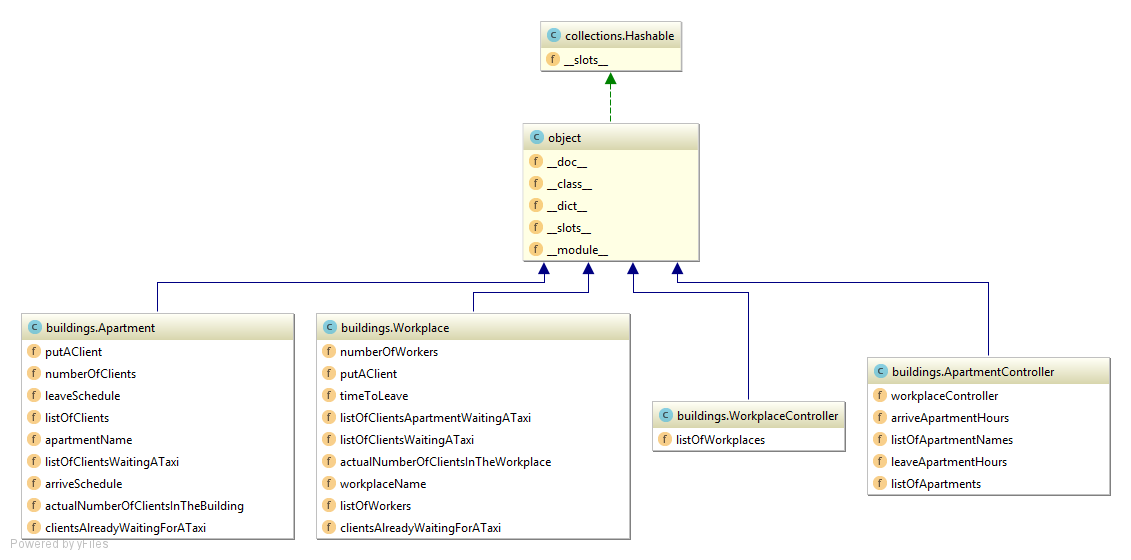 C collections.Hashable
f __slots__
C object
f __doc__
f __class__
f __dict__
f __slots__
f __module__
C buildings.Apartment
f putAClient
f numberOfClients
f leaveSchedule
f listOfClients
f apartmentName
f listOfClientsWaitingATaxi
f arriveSchedule
f actualNumberOfClientsInTheBuilding
f clientsAlreadyWaitingForATaxi
C buildings.Workplace
f numberOfWorkers
f putAClient
f timeToLeave
f listOfClientsApartmentWaitingATaxi
f listOfClientsWaitingATaxi
f actualNumberOfClientsInTheWorkplace
f workplaceName
f listOfWorkers
f clientsAlreadyWaitingForATaxi
C buildings.WorkplaceController
f listOfWorkplaces
C buildings.ApartmentController
f workplaceController
f arriveApartmentHours
f listOfApartmentNames
f leaveApartmentHours
f listOfApartments
Powered by yFiles